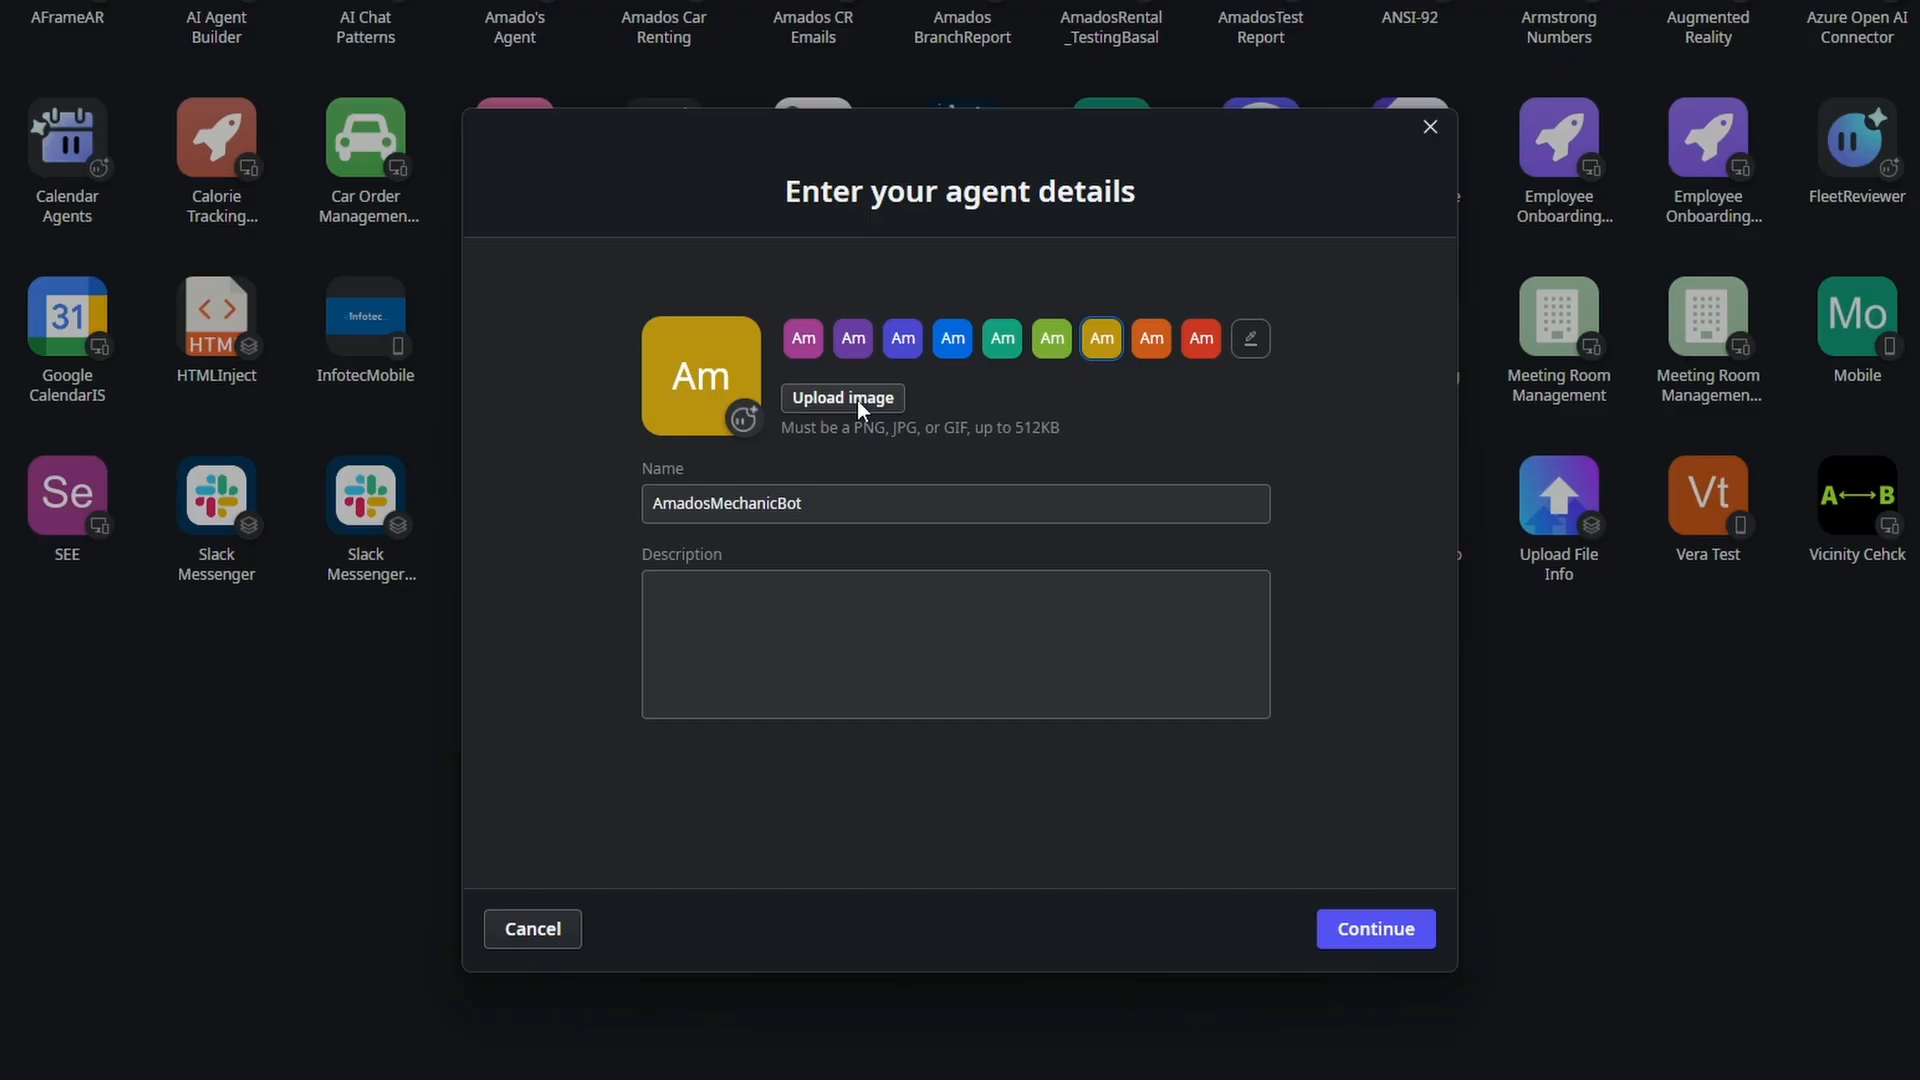 AFrameAR
AI Agent
Builder
AI Chat
Patterns
Amado's
Agent
Amados Car
Renting
Amados CR
Emails
Amados
BranchReport
AmadosRental
_TestingBasal
AmadosTest
Report
ANSI-92
Armstrong
Numbers
Augmented
Reality
Azure Open AI
Connector
Calendar
Agents
Calorie
Tracking...
Car Order
Managemen...
Employee
Onboarding...
Employee
Onboarding...
FleetReviewer
Enter your agent details
Am
Am Am Am Am Am Am Am Am Am
Upload image
Must be a PNG, JPG, or GIF, up to 512KB
Name
AmadosMechanicBot
Description
Cancel
Continue
31
Google
CalendarIS
HTM
HTMLInject
Infotec
InfotecMobile
Meeting Room
Management
Meeting Room
Managemen...
Mo
Mobile
Se
SEE
Slack
Messenger
Slack
Messenger...
Upload File
Info
Vt
Vera Test
A B
Vicinity Cehck